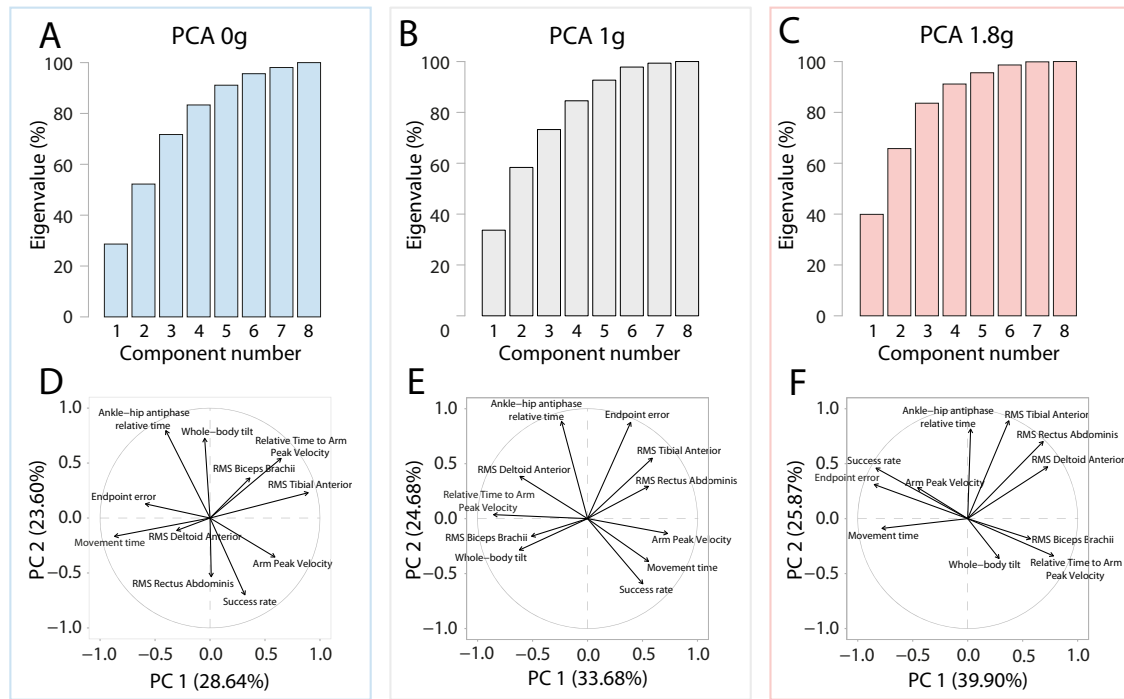 A
PCA 0g
100
80
60
40
20
0
Eigenvalue (%)
1 2 3 4 5 6 7 8
Component number
B
PCA 1g
100
80
60
40
20
0
Eigenvalue (%)
1 2 3 4 5 6 7 8
Component number
C
PCA 1.8g
100
80
60
40
20
0
Eigenvalue (%)
1 2 3 4 5 6 7 8
Component number
D
1.0
0.5
0.0
−0.5
−1.0
PC 2 (23.60%)
Ankle−hip antiphase
relative time
Whole−body tilt
Relative Time to Arm
Peak Velocity
RMS Biceps Brachii
RMS Tibial Anterior
Endpoint error
Movement time
RMS Deltoid Anterior
Arm Peak Velocity
RMS Rectus Abdominis
Success rate
−1.0 −0.5 0.0 0.5 1.0
PC 1 (28.64%)
E
1.0
0.5
0.0
−0.5
−1.0
PC 2 (24.68%)
Ankle−hip antiphase
relative time
Endpoint error
RMS Tibial Anterior
RMS Deltoid Anterior
RMS Rectus Abdominis
Relative Time to Arm
Peak Velocity
RMS Biceps Brachii
Arm Peak Velocity
Whole−body tilt
Movement time
Success rate
−1.0 −0.5 0.0 0.5 1.0
PC 1 (33.68%)
F
1.0
0.5
0.0
−0.5
−1.0
PC 2 (25.87%)
Ankle−hip antiphase
relative time
RMS Tibial Anterior
RMS Rectus Abdominis
RMS Deltoid Anterior
Success rate
Endpoint error
Arm Peak Velocity
Movement time
RMS Biceps Brachii
Whole−body tilt
Relative Time to Arm
Peak Velocity
−1.0 −0.5 0.0 0.5 1.0
PC 1 (39.90%)